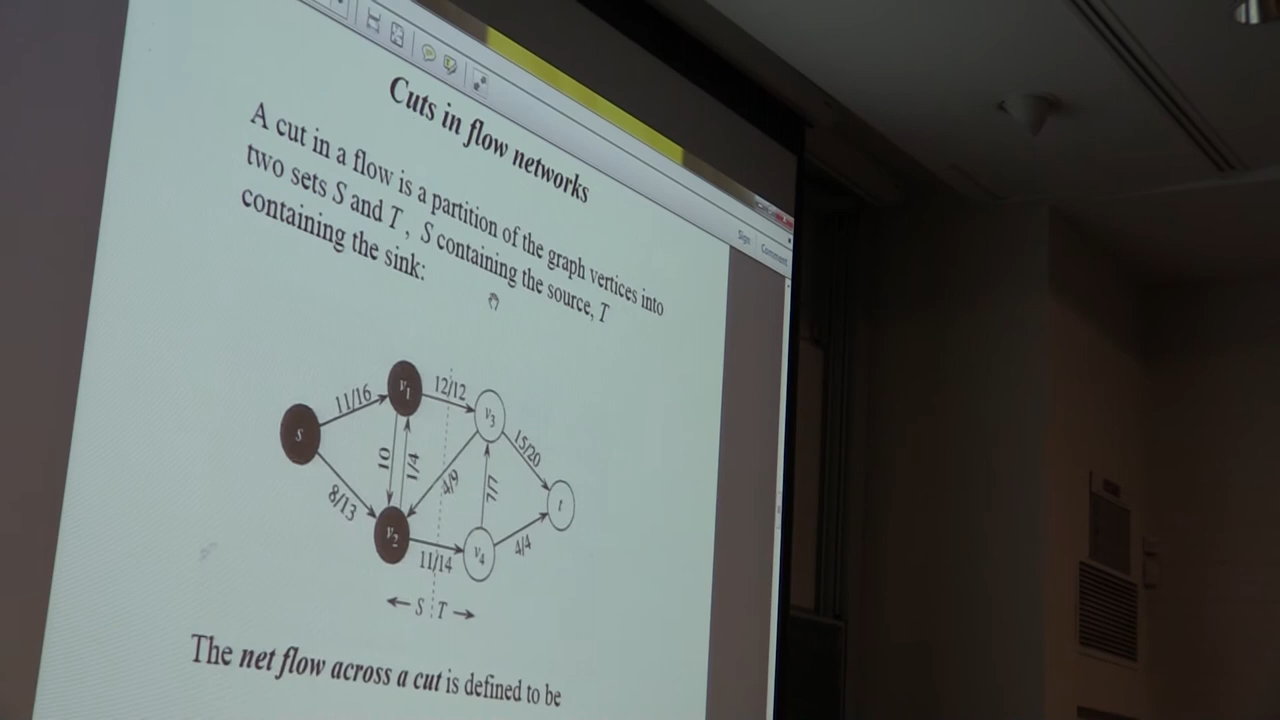 Sign
Comment
Cuts in flow networks
A cut in a flow is a partition of the graph vertices into
two sets S and T , S containing the source, T
containing the sink:
s
v1
v2
v3
v4
t
11/16
8/13
10
1/4
12/12
4/9
11/14
7/7
15/20
4/4
← S ⋮ T →
The net flow across a cut is defined to be